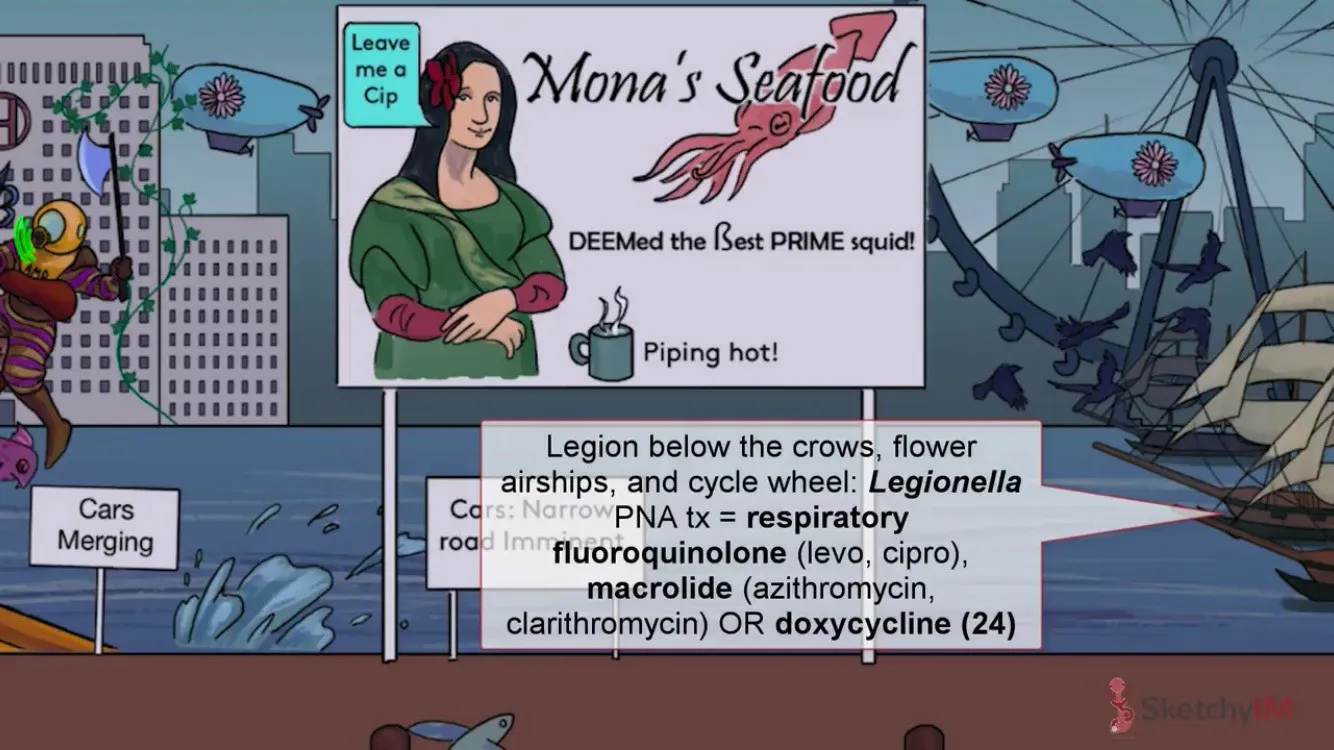 Leave
me a
Cip
Mona's Seafood
DEEMed the ßest PRIME squid!
Piping hot!
AMO
Cars
Merging
Cars: Narrow
road Imminent
Legion below the crows, flower
airships, and cycle wheel: Legionella
PNA tx = respiratory
fluoroquinolone (levo, cipro),
macrolide (azithromycin,
clarithromycin) OR doxycycline (24)
SketchyIM